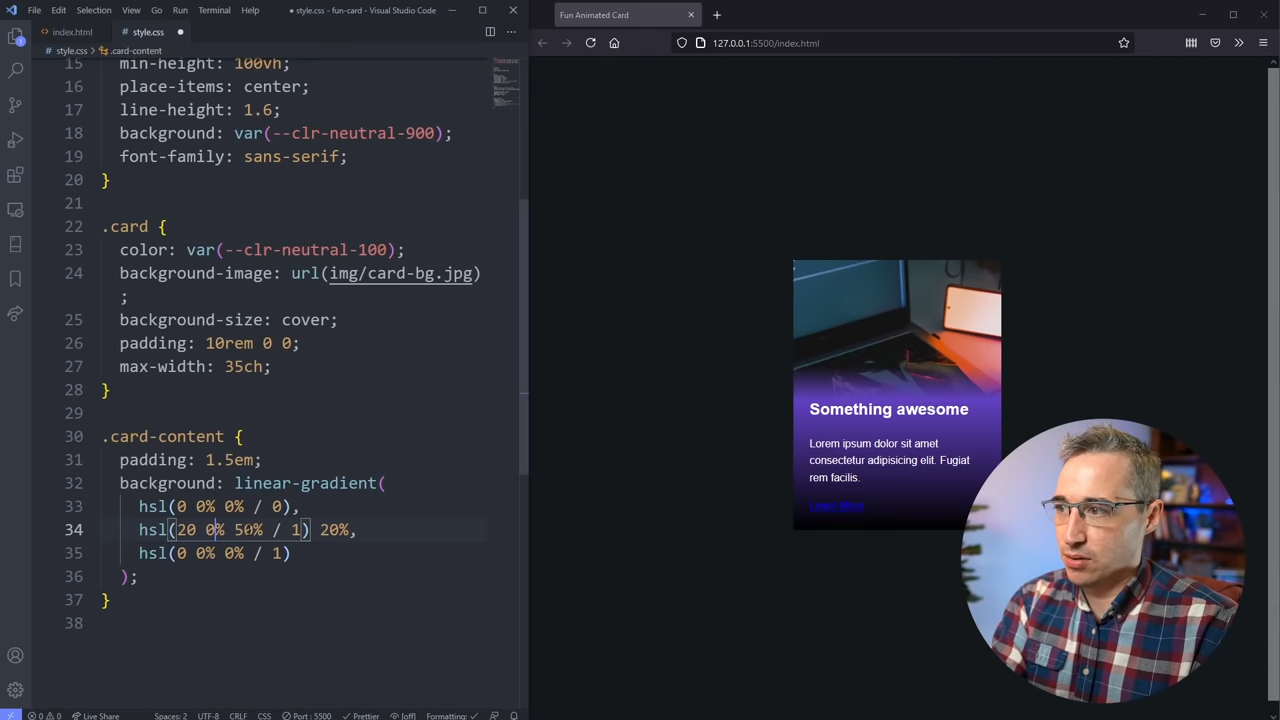 File Edit Selection View Go Run Terminal Help
● style.css - fun-card - Visual Studio Code
Fun Animated Card
index.html
style.css
127.0.0.1:5500/index.html
style.css > .card-content
1
15 min-height: 100vh;
16 place-items: center;
17 line-height: 1.6;
18 background: var(--clr-neutral-900);
19 font-family: sans-serif;
20 }
21
22 .card {
23 color: var(--clr-neutral-100);
24 background-image: url(img/card-bg.jpg)
;
25 background-size: cover;
26 padding: 10rem 0 0;
27 max-width: 35ch;
28 }
29
30 .card-content {
31 padding: 1.5em;
32 background: linear-gradient(
33 hsl(0 0% 0% / 0),
34 hsl(20 0% 50% / 1) 20%,
35 hsl(0 0% 0% / 1)
36 );
37 }
38
Something awesome
Lorem ipsum dolor sit amet
consectetur adipisicing elit. Fugiat
rem facilis.
Learn More
0 0 Live Share Spaces: 2 UTF-8 CRLF CSS Port : 5500 Prettier [off] Formatting: ✓